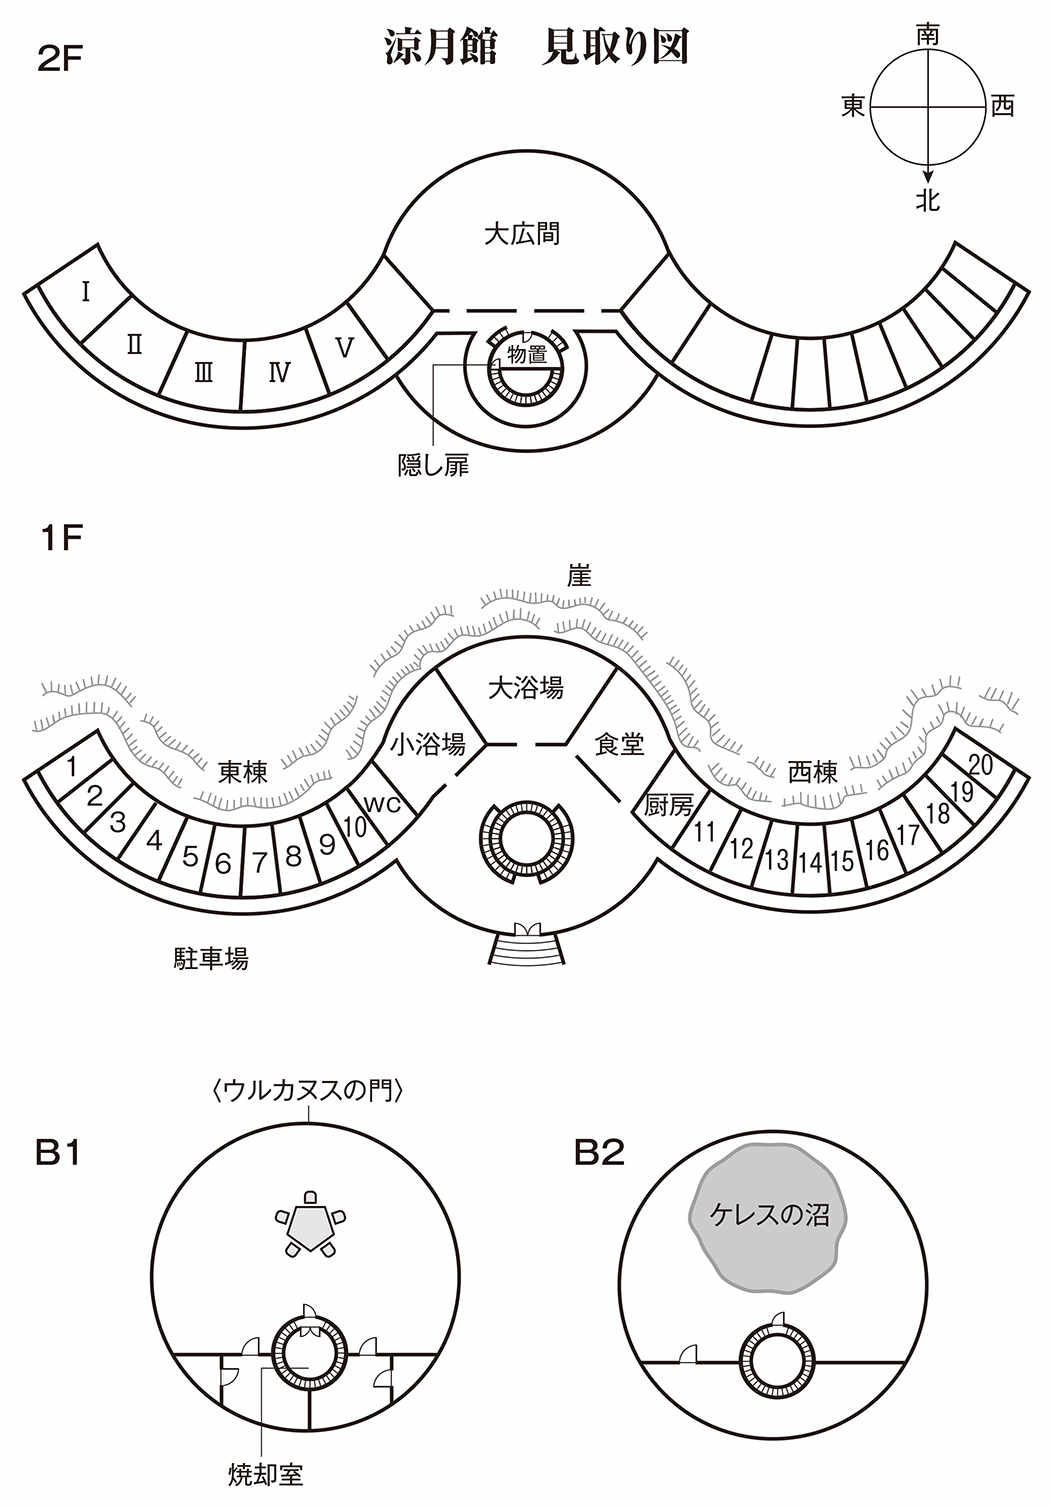 涼月館　見取り図
2F
南
東
西
北
大広間
Ⅰ
Ⅱ
Ⅲ
Ⅳ
Ⅴ
物置
隠し扉
1F
崖
大浴場
小浴場
食堂
東棟
西棟
1
2
3
4
5
6
7
8
9
10
WC
厨房
11
12
13
14
15
16
17
18
19
20
駐車場
〈ウルカヌスの門〉
B1
焼却室
B2
ケレスの沼